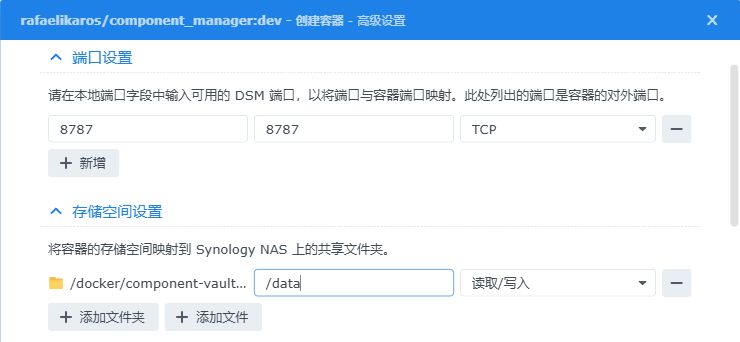 rafaelikaros/component_manager:dev - 创建容器 - 高级设置
端口设置
请在本地端口字段中输入可用的 DSM 端口，以将端口与容器端口映射。此处列出的端口是容器的对外端口。
8787 8787 TCP
新增
存储空间设置
将容器的存储空间映射到 Synology NAS 上的共享文件夹。
/docker/component-vault... /data 读取/写入
添加文件夹 添加文件